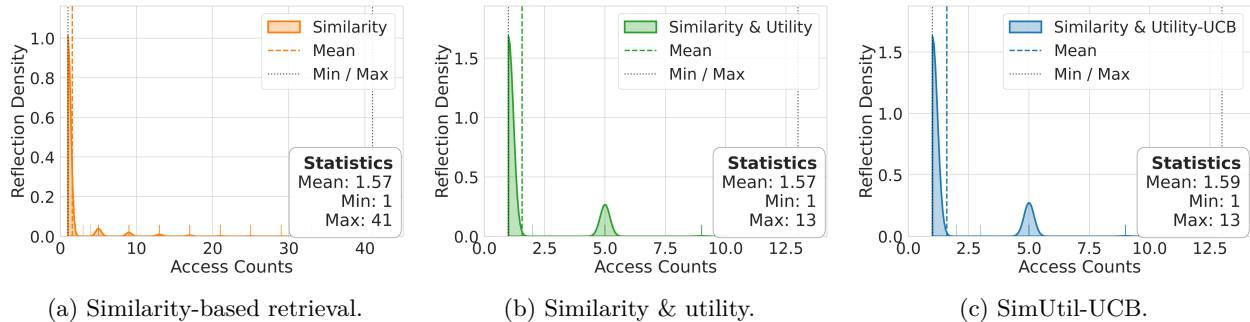 Reflection Density
1.0
0.8
0.6
0.4
0.2
0.0
0
10
20
30
40
Access Counts
Similarity
Mean
Min / Max
Statistics
Mean: 1.57
Min: 1
Max: 41
(a) Similarity-based retrieval.
Reflection Density
1.5
1.0
0.5
0.0
0.0
2.5
5.0
7.5
10.0
12.5
Access Counts
Similarity & Utility
Mean
Min / Max
Statistics
Mean: 1.57
Min: 1
Max: 13
(b) Similarity & utility.
Reflection Density
1.5
1.0
0.5
0.0
0.0
2.5
5.0
7.5
10.0
12.5
Access Counts
Similarity & Utility-UCB
Mean
Min / Max
Statistics
Mean: 1.59
Min: 1
Max: 13
(c) SimUtil-UCB.